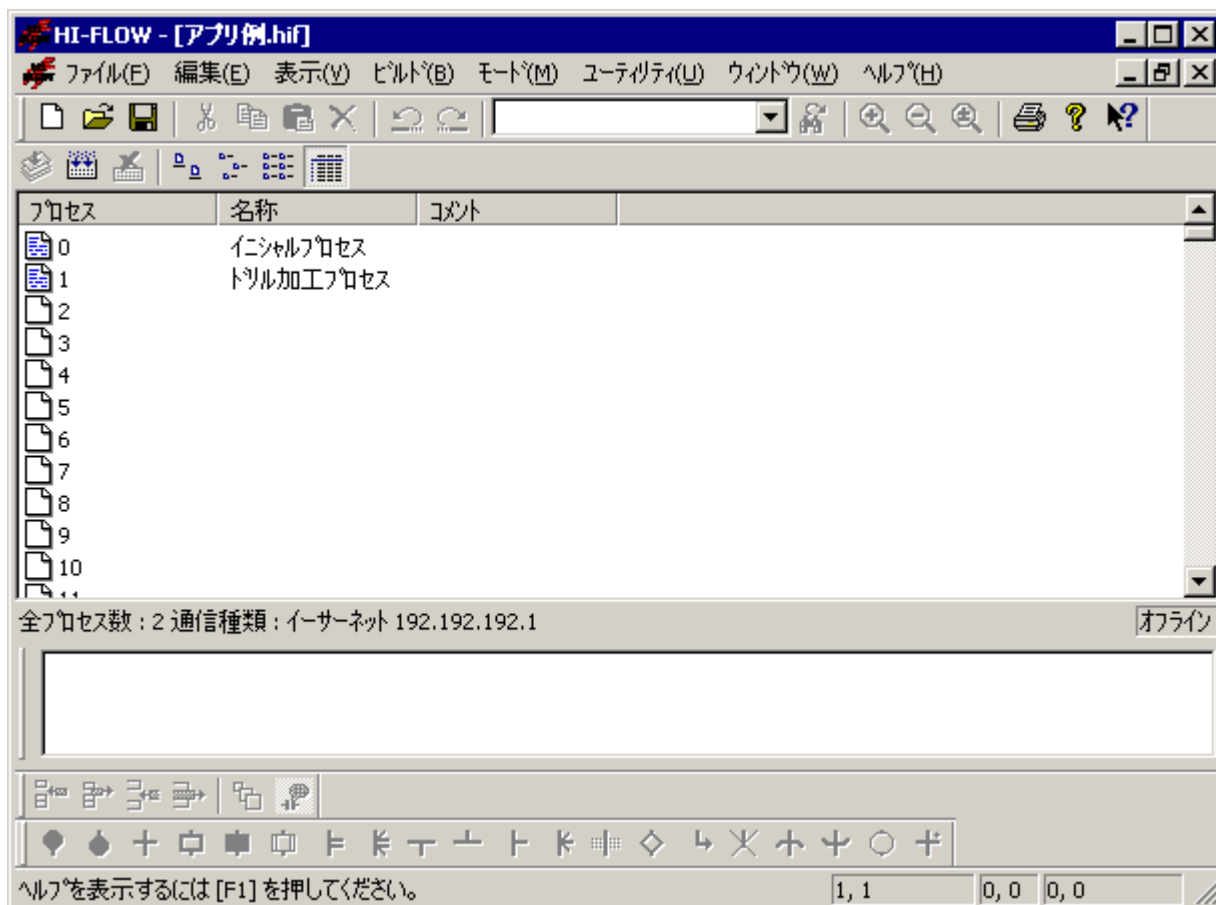 HI-FLOW - [アプリ例.hif]
ファイル(F) 編集(E) 表示(V) ビルド(B) モード(M) ユーティリティ(U) ウィンドウ(W) ヘルプ(H)
プロセス 名称 コメント
0 イニシャルプロセス
1 ドリル加工プロセス
2
3
4
5
6
7
8
9
10
11
全プロセス数 : 2 通信種類 : イーサーネット 192.192.192.1 オフライン
ヘルプを表示するには [F1] を押してください。 1, 1 0, 0 0, 0